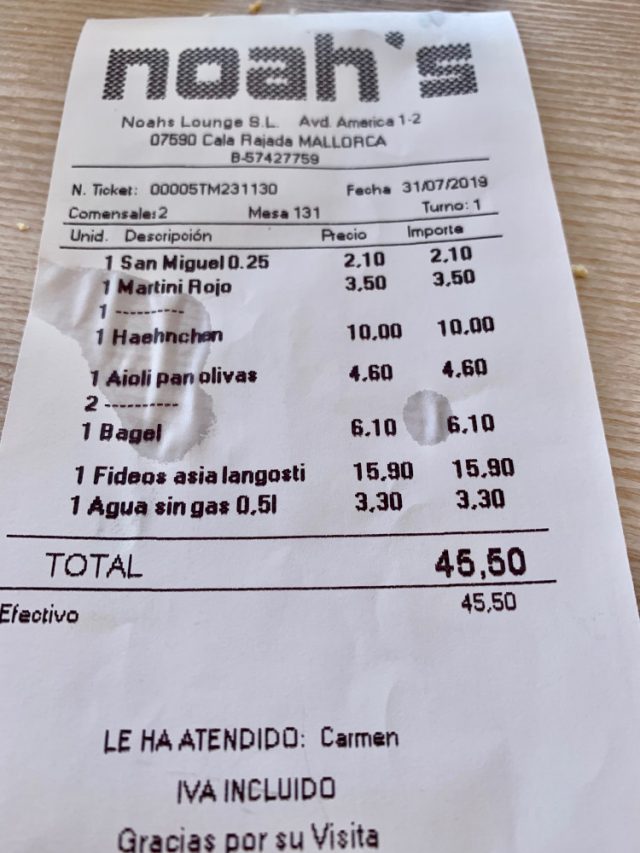 noah's
Noahs Lounge S.L. Avd. America 1-2
07590 Cala Rajada MALLORCA
B-57427759
N. Ticket: 00005TM231130 Fecha 31/07/2019
Comensale:2 Mesa 131 Turno: 1
Unid. Descripción Precio Importe
1 San Miguel 0.25 2,10 2,10
1 Martini Rojo 3,50 3,50
1 ----------
1 Haehnchen 10,00 10,00
1 Aioli pan olivas 4,60 4,60
2 ----------
1 Bagel 6,10 6,10
1 Fideos asia langosti 15,90 15,90
1 Agua sin gas 0,5l 3,30 3,30
TOTAL 45,50
Efectivo 45,50
LE HA ATENDIDO: Carmen
IVA INCLUIDO
Gracias por su Visita